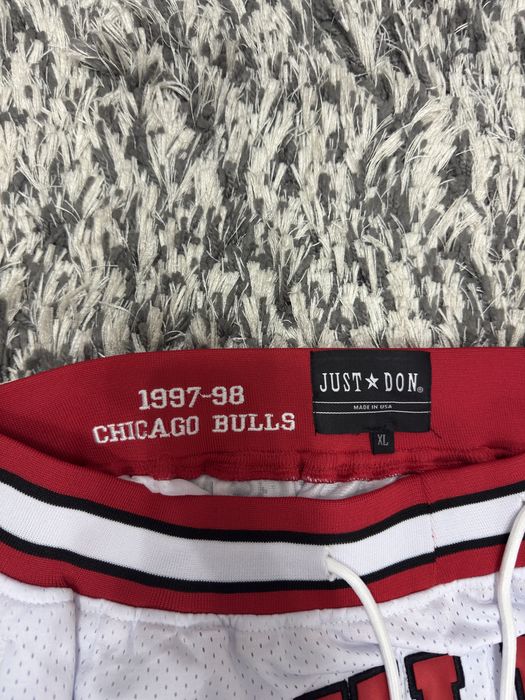 1997-98
CHICAGO BULLS
JUST★DON®
MADE IN USA
XL